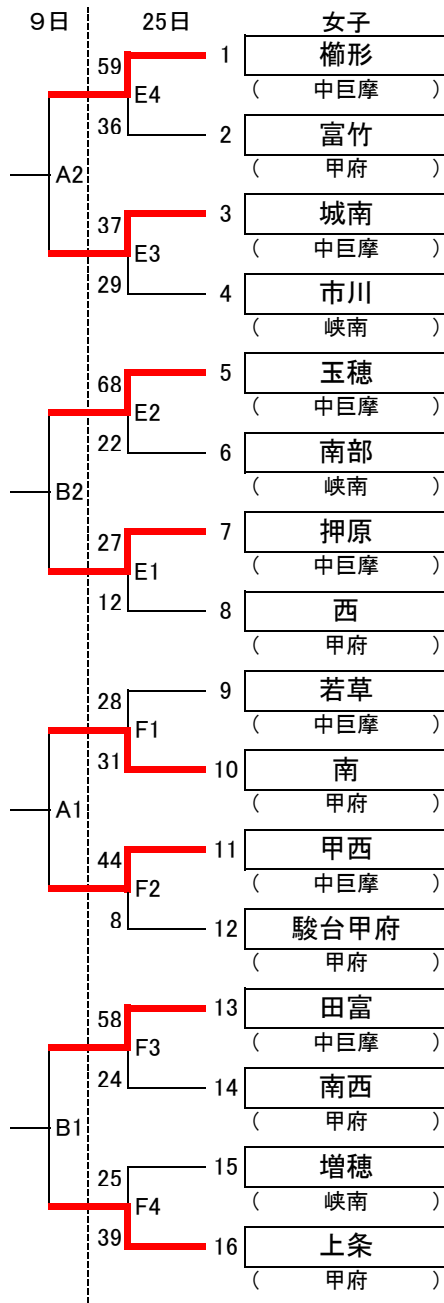 9日 25日 女子
59 1 櫛形
E4 ( 中巨摩 )
36 2 富竹
( 甲府 )
A2
37 3 城南
E3 ( 中巨摩 )
29 4 市川
( 峡南 )
68 5 玉穂
E2 ( 中巨摩 )
22 6 南部
( 峡南 )
B2
27 7 押原
E1 ( 中巨摩 )
12 8 西
( 甲府 )
28 9 若草
F1 ( 中巨摩 )
31 10 南
( 甲府 )
A1
44 11 甲西
F2 ( 中巨摩 )
8 12 駿台甲府
( 甲府 )
58 13 田富
F3 ( 中巨摩 )
24 14 南西
( 甲府 )
B1
25 15 増穂
F4 ( 峡南 )
39 16 上条
( 甲府 )